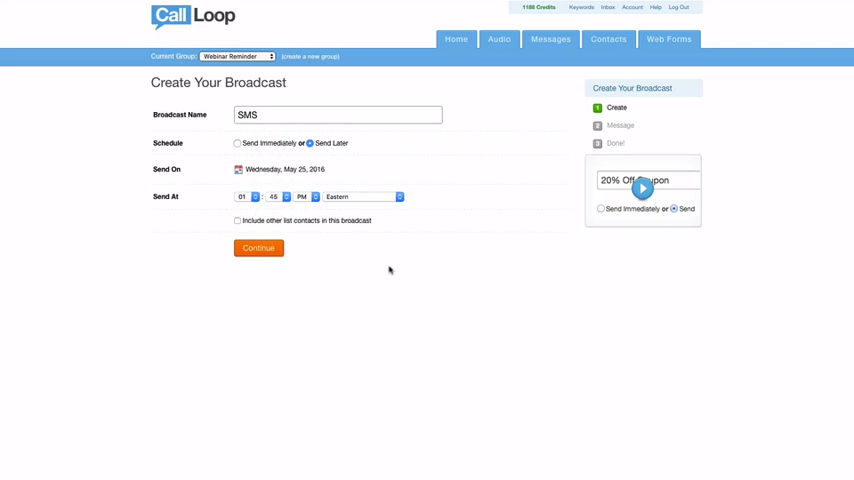 Call Loop
1188 Credits Keywords Inbox Account Help Log Out
Home Audio Messages Contacts Web Forms
Current Group: Webinar Reminder (create a new group)
Create Your Broadcast
Broadcast Name SMS
Schedule Send Immediately or Send Later
Send On Wednesday, May 25, 2016
Send At 01 : 45 PM Eastern
Include other list contacts in this broadcast
Continue
Create Your Broadcast
1 Create
2 Message
3 Done!
20% Off Coupon
Send Immediately or Send